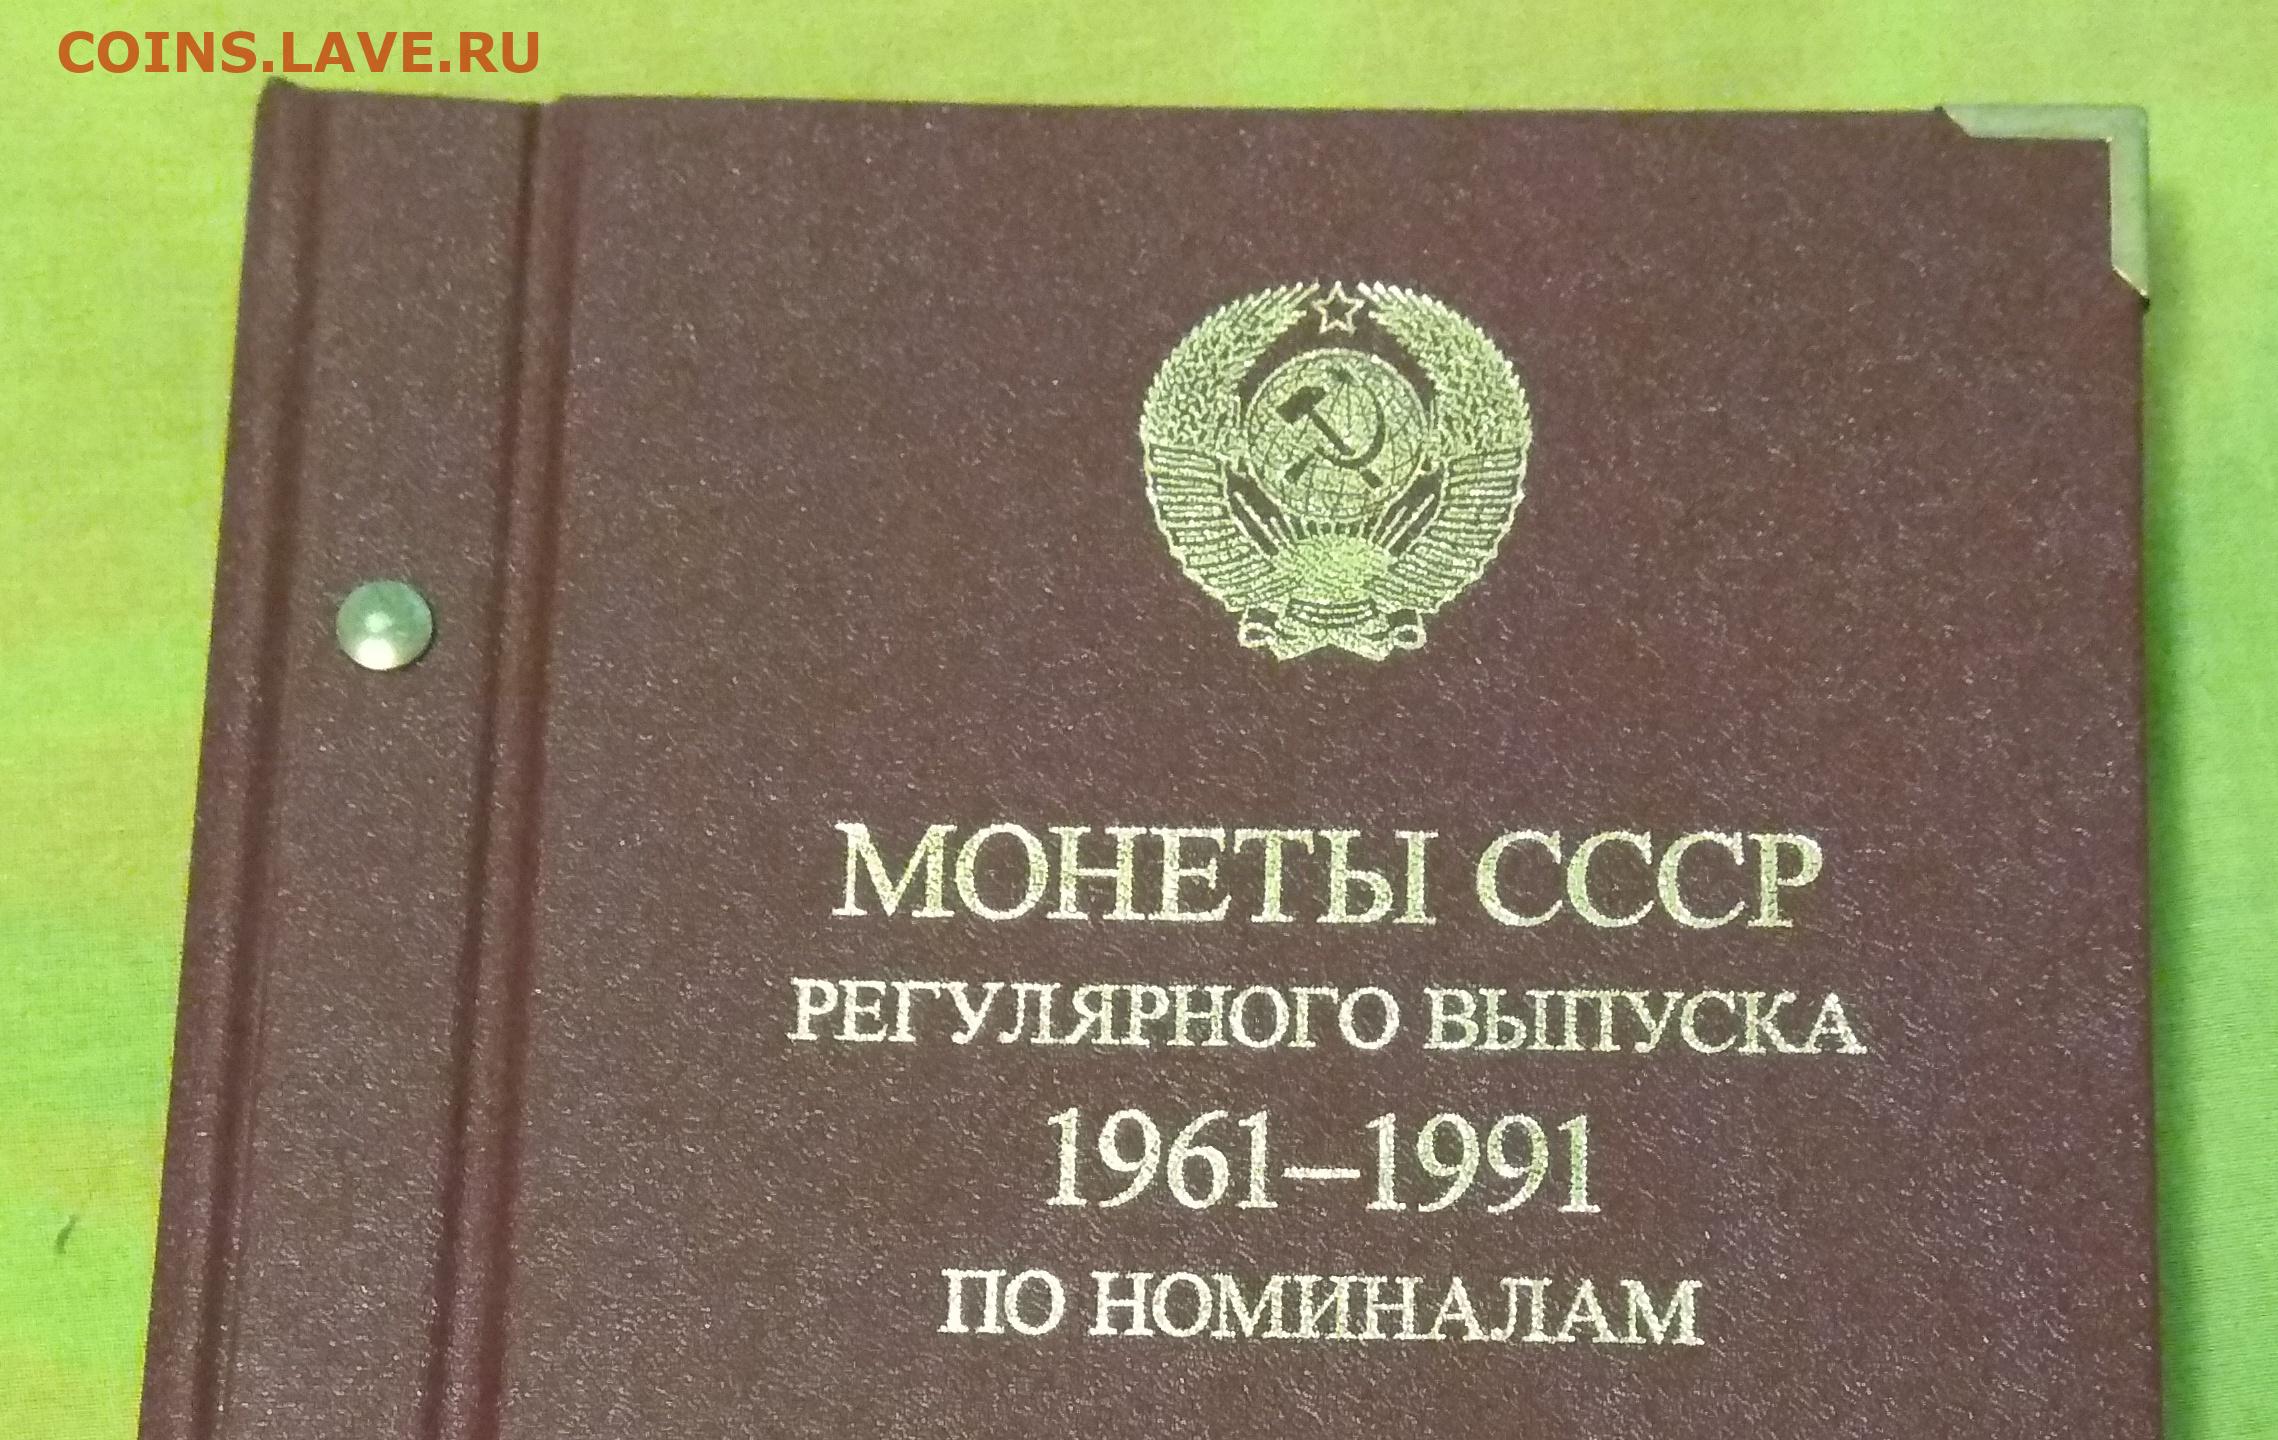 COINS.LAVE.RU
МОНЕТЫ СССР
РЕГУЛЯРНОГО ВЫПУСКА
1961–1991
ПО НОМИНАЛАМ